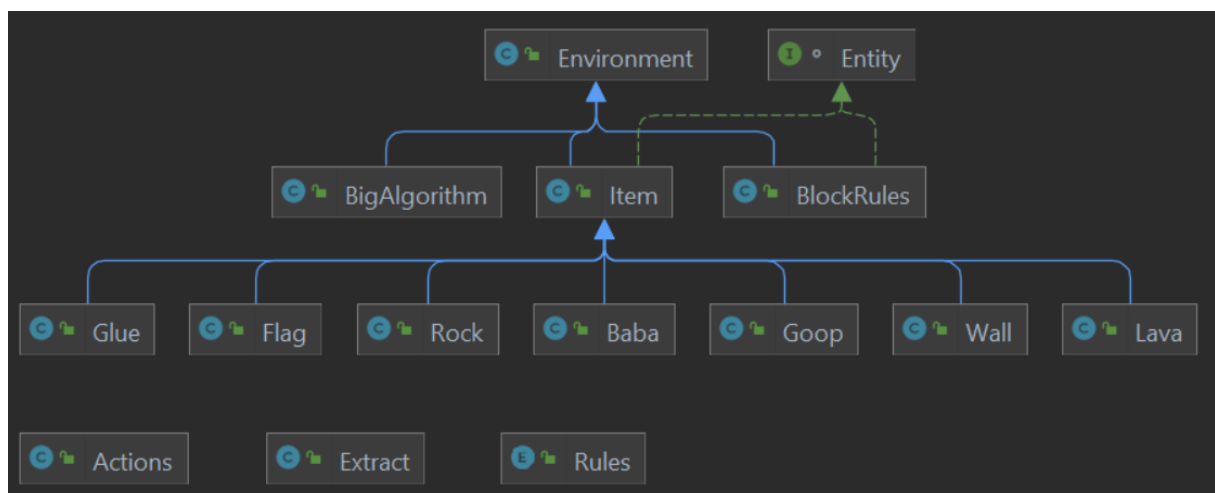 C Environment I Entity
C BigAlgorithm C Item C BlockRules
C Glue C Flag C Rock C Baba C Goop C Wall C Lava
C Actions C Extract E Rules